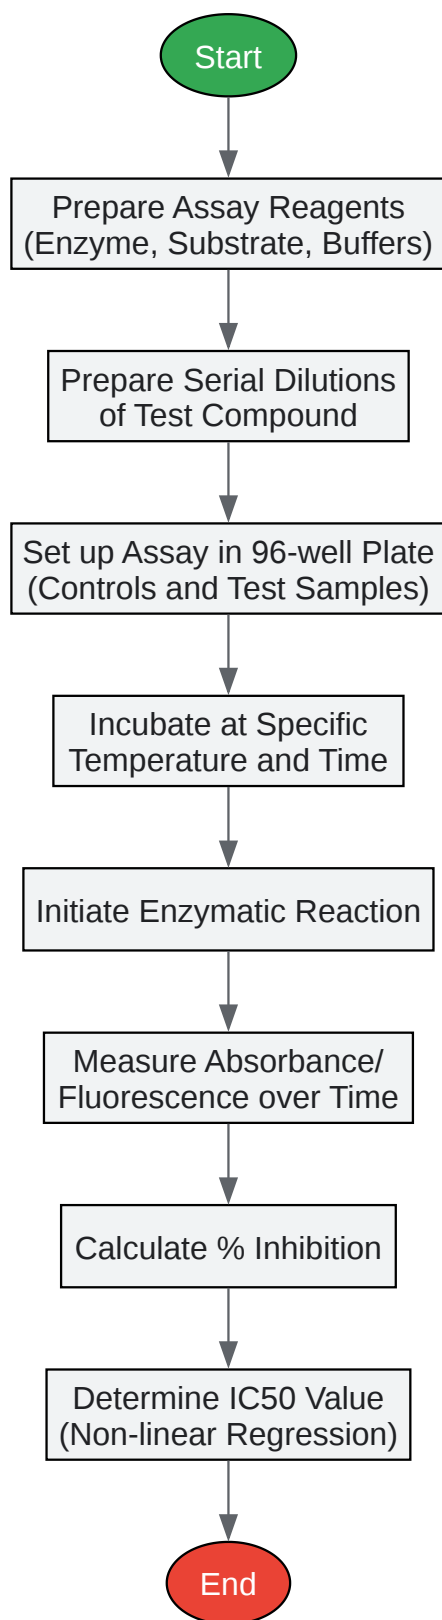 Start
Prepare Assay Reagents
(Enzyme, Substrate, Buffers)
Prepare Serial Dilutions
of Test Compound
Set up Assay in 96-well Plate
(Controls and Test Samples)
Incubate at Specific
Temperature and Time
Initiate Enzymatic Reaction
Measure Absorbance/
Fluorescence over Time
Calculate % Inhibition
Determine IC50 Value
(Non-linear Regression)
End